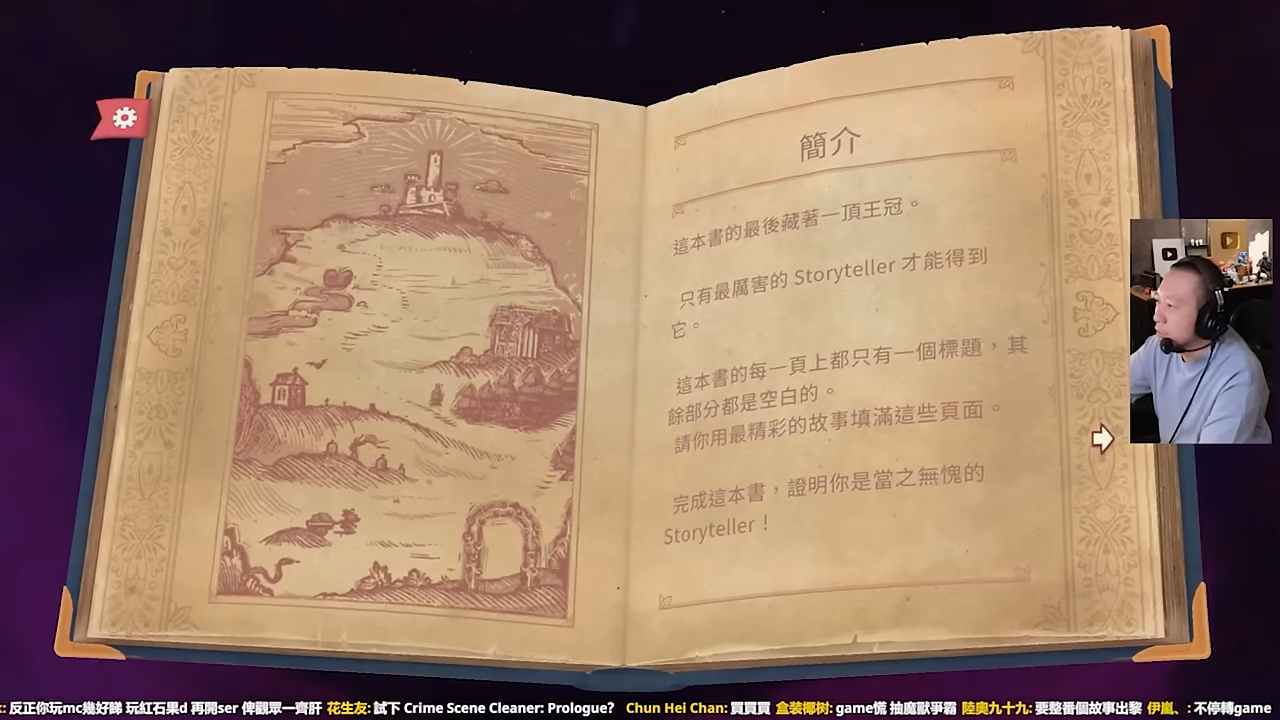 簡介
這本書的最後藏著一頂王冠。
只有最厲害的 Storyteller 才能得到
它。
這本書的每一頁上都只有一個標題，其
餘部分都是空白的。
請你用最精彩的故事填滿這些頁面。
完成這本書，證明你是當之無愧的
Storyteller！
: 反正你玩mc幾好睇 玩紅石果d 再開ser 俾觀眾一齊肝 花生友: 試下 Crime Scene Cleaner: Prologue? Chun Hei Chan: 買買買 盒装椰树: game慌 抽魔獸爭霸 陸奧九十九: 要整番個故事出黎 伊嵐、: 不停轉game